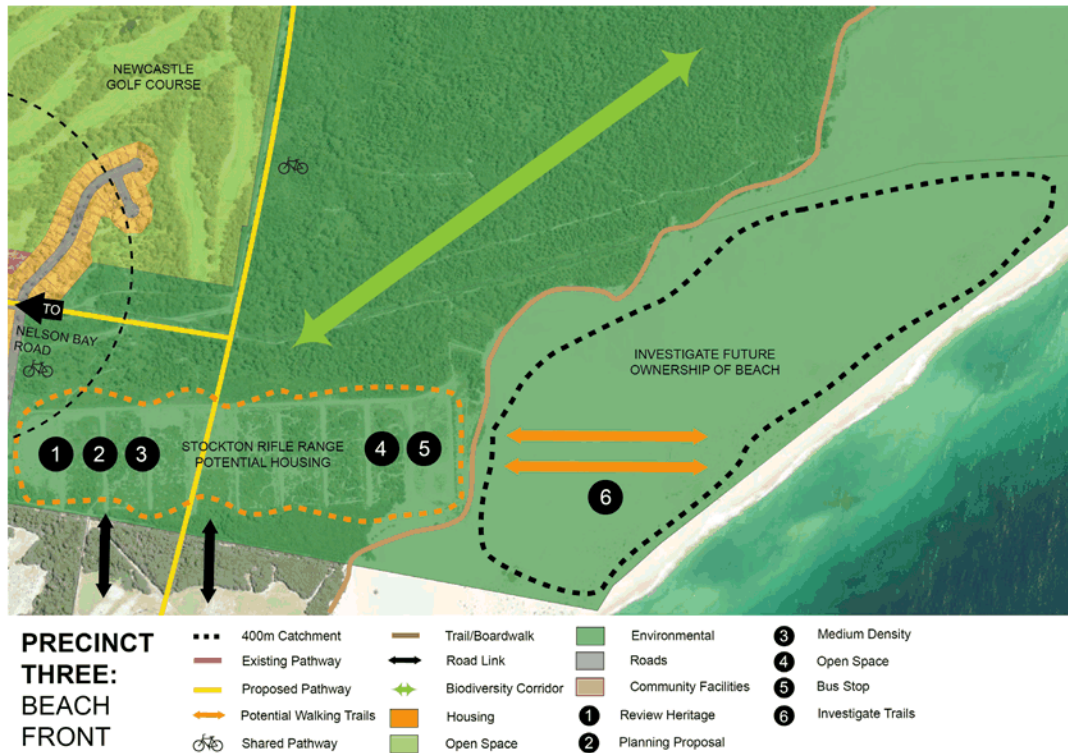 NEWCASTLE
GOLF COURSE
TO
NELSON BAY
ROAD
INVESTIGATE FUTURE
OWNERSHIP OF BEACH
1
2
3
STOCKTON RIFLE RANGE
POTENTIAL HOUSING
4
5
6
PRECINCT
THREE:
BEACH
FRONT
400m Catchment
Existing Pathway
Proposed Pathway
Potential Walking Trails
Shared Pathway
Trail/Boardwalk
Road Link
Biodiversity Corridor
Housing
Open Space
Environmental
Roads
Community Facilities
1 Review Heritage
2 Planning Proposal
3 Medium Density
4 Open Space
5 Bus Stop
6 Investigate Trails